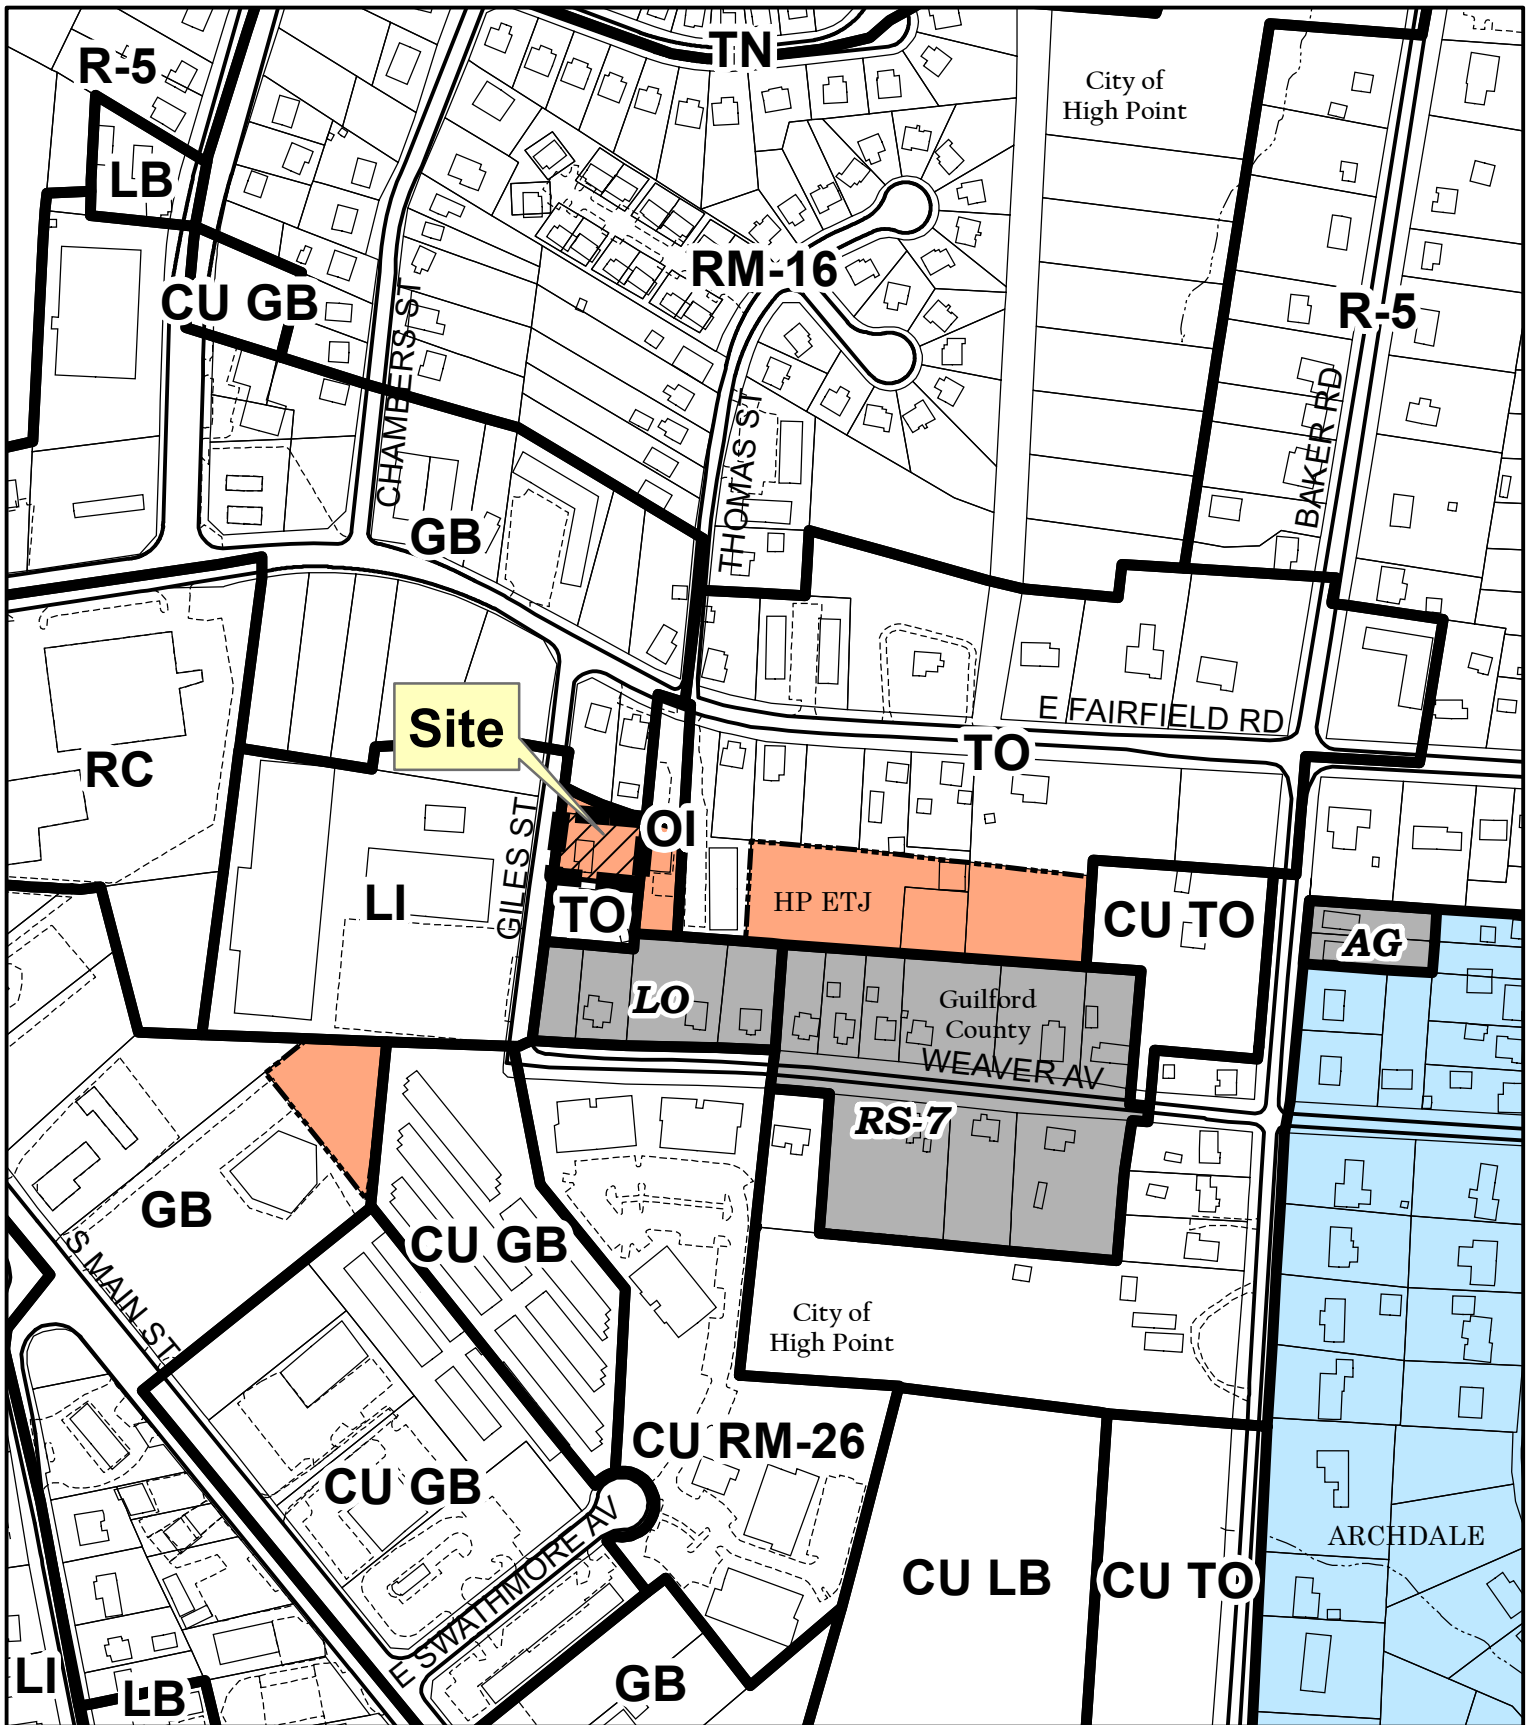 TN
R-5
City of
High Point
LB
RM-16
CU GB
R-5
CHAMBERS ST
BAKER RD
THOMAS ST
GB
E FAIRFIELD RD
Site
TO
RC
OI
GILES ST
LI
HP ETJ
TO
CU TO
AG
LO
Guilford
County
WEAVER AV
RS-7
GB
CU GB
S MAIN ST
City of
High Point
CU RM-26
CU GB
E SWATHMORE AV
ARCHDALE
CU LB
CU TO
LI
LB
GB